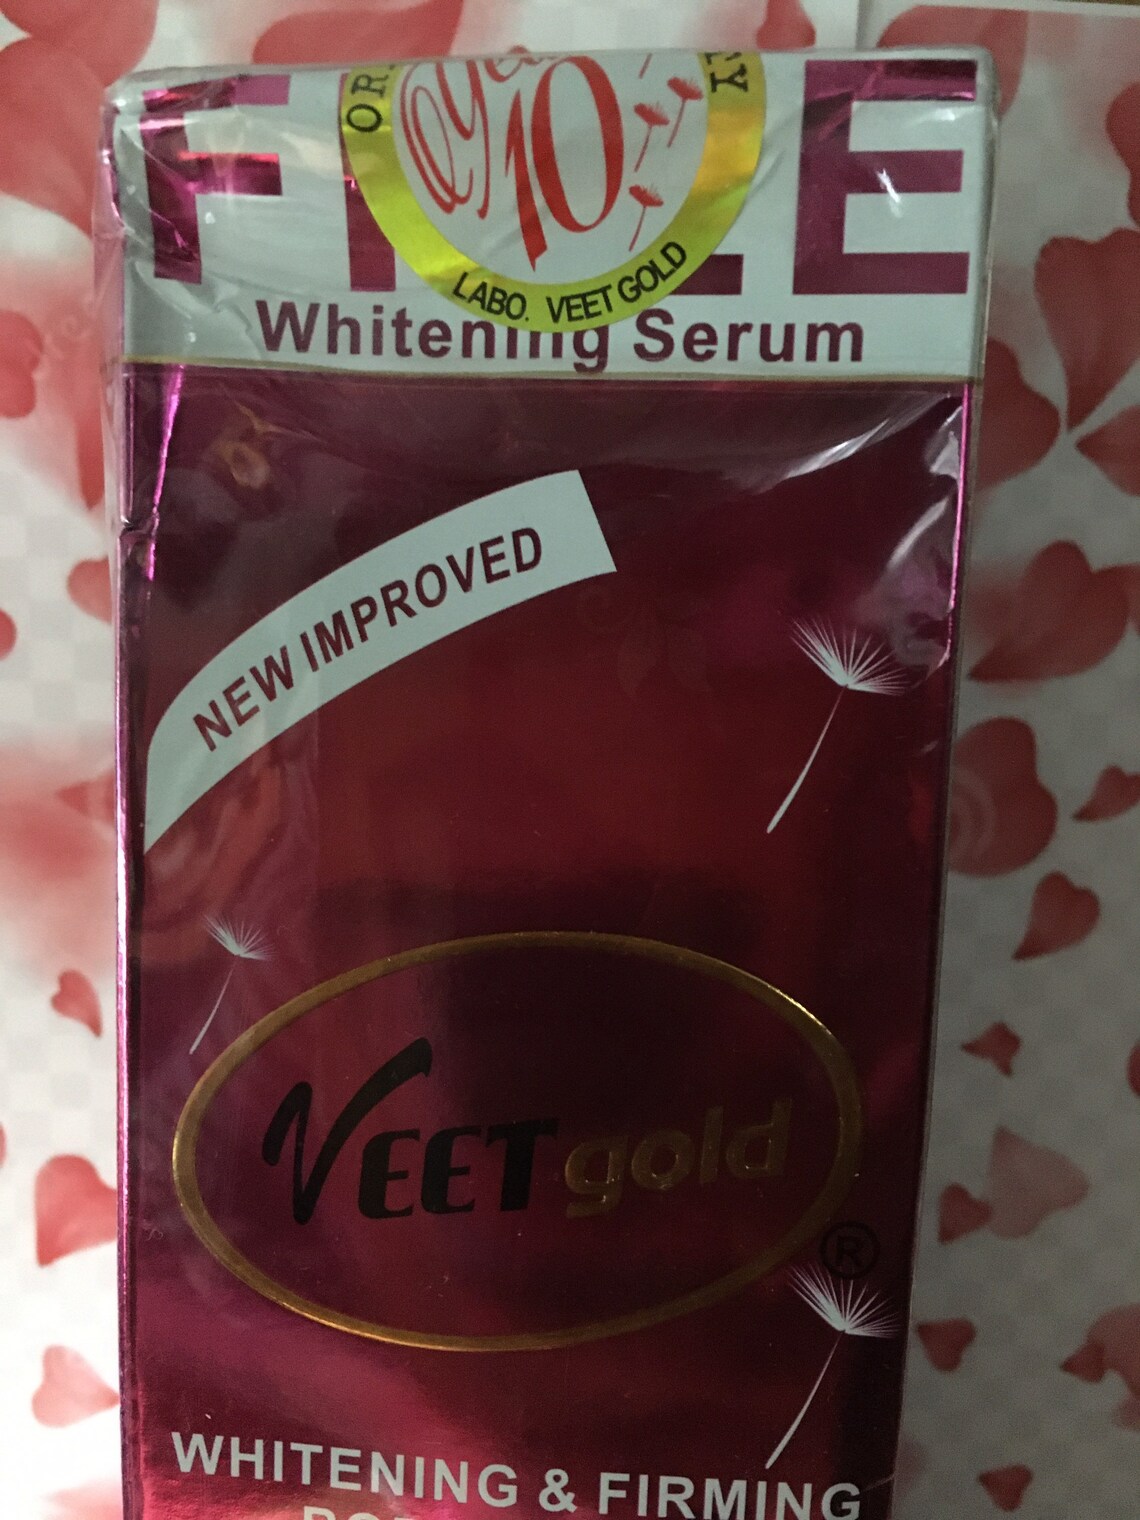 FREE
10
LABO. VEET GOLD
Whitening Serum
NEW IMPROVED
VEET gold
®
WHITENING & FIRMING